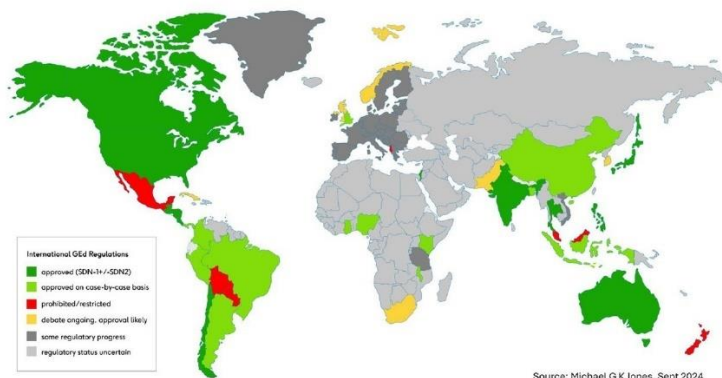 International GEd Regulations
approved (SDN-1+/-SDN2)
approved on case-by-case basis
prohibited/restricted
debate ongoing, approval likely
some regulatory progress
regulatory status uncertain
Source: Michael G K Jones, Sept 2024